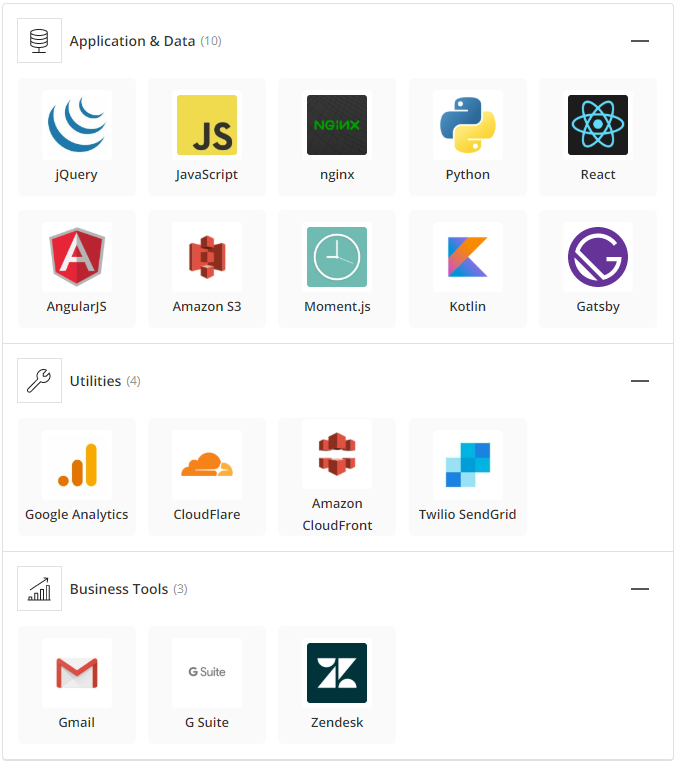 Application & Data (10)
JS
NGiNX
jQuery
JavaScript
nginx
Python
React
AngularJS
Amazon S3
Moment.js
Kotlin
Gatsby
Utilities (4)
Google Analytics
CloudFlare
Amazon
CloudFront
Twilio SendGrid
Business Tools (3)
G Suite
Gmail
G Suite
Zendesk